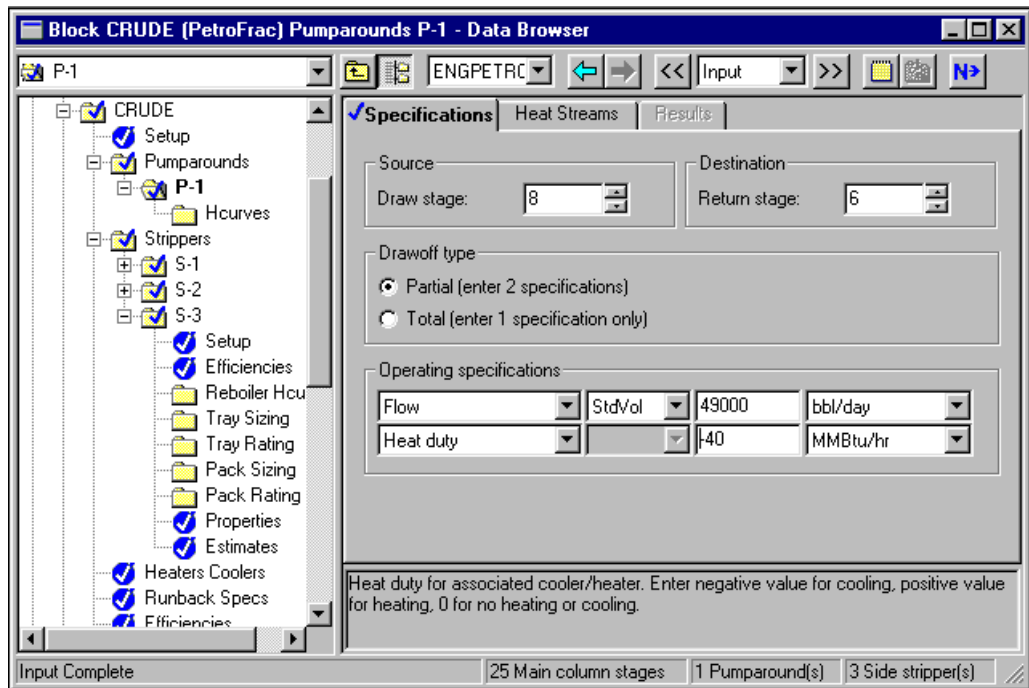 Block CRUDE (PetroFrac) Pumparounds P-1 - Data Browser
P-1
ENGPETRO
<<
Input
>>
N>
CRUDE
Setup
Pumparounds
P-1
Hcurves
Strippers
S-1
S-2
S-3
Setup
Efficiencies
Reboiler Hcu
Tray Sizing
Tray Rating
Pack Sizing
Pack Rating
Properties
Estimates
Heaters Coolers
Runback Specs
Efficiencies
Specifications
Heat Streams
Results
Source
Draw stage: 8
Destination
Return stage: 6
Drawoff type
Partial (enter 2 specifications)
Total (enter 1 specification only)
Operating specifications
Flow StdVol 49000 bbl/day
Heat duty -40 MMBtu/hr
Heat duty for associated cooler/heater. Enter negative value for cooling, positive value
for heating, 0 for no heating or cooling.
Input Complete
25 Main column stages
1 Pumparound(s)
3 Side stripper(s)